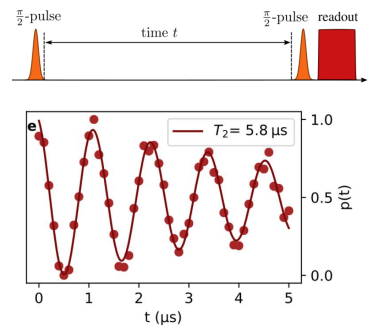 π/2-pulse
time t
π/2-pulse
readout
e
T₂= 5.8 μs
1.0
0.5
0.0
p(t)
0 1 2 3 4 5
t (μs)